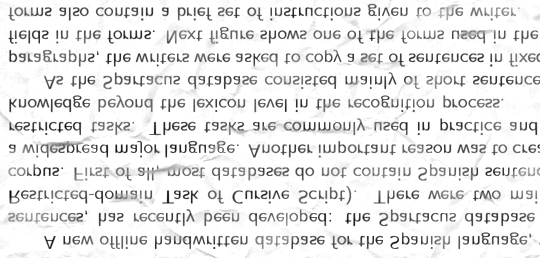 A new offline handwritten database for the Spanish language,
sentences, has recently been developed: the Spartacus database
Restricted-domain Task of Cursive Script). There were two mai
corpus. First of all, most databases do not contain Spanish senten
a widespread major language. Another important reason was to crea
restricted tasks. These tasks are commonly used in practice and
knowledge beyond the lexicon level in the recognition process.
As the Spartacus database consisted mainly of short sentence
paragraphs, the writers were asked to copy a set of sentences in fixed
fields in the forms. Next figure shows one of the forms used in the
forms also contain a brief set of instructions given to the writer.